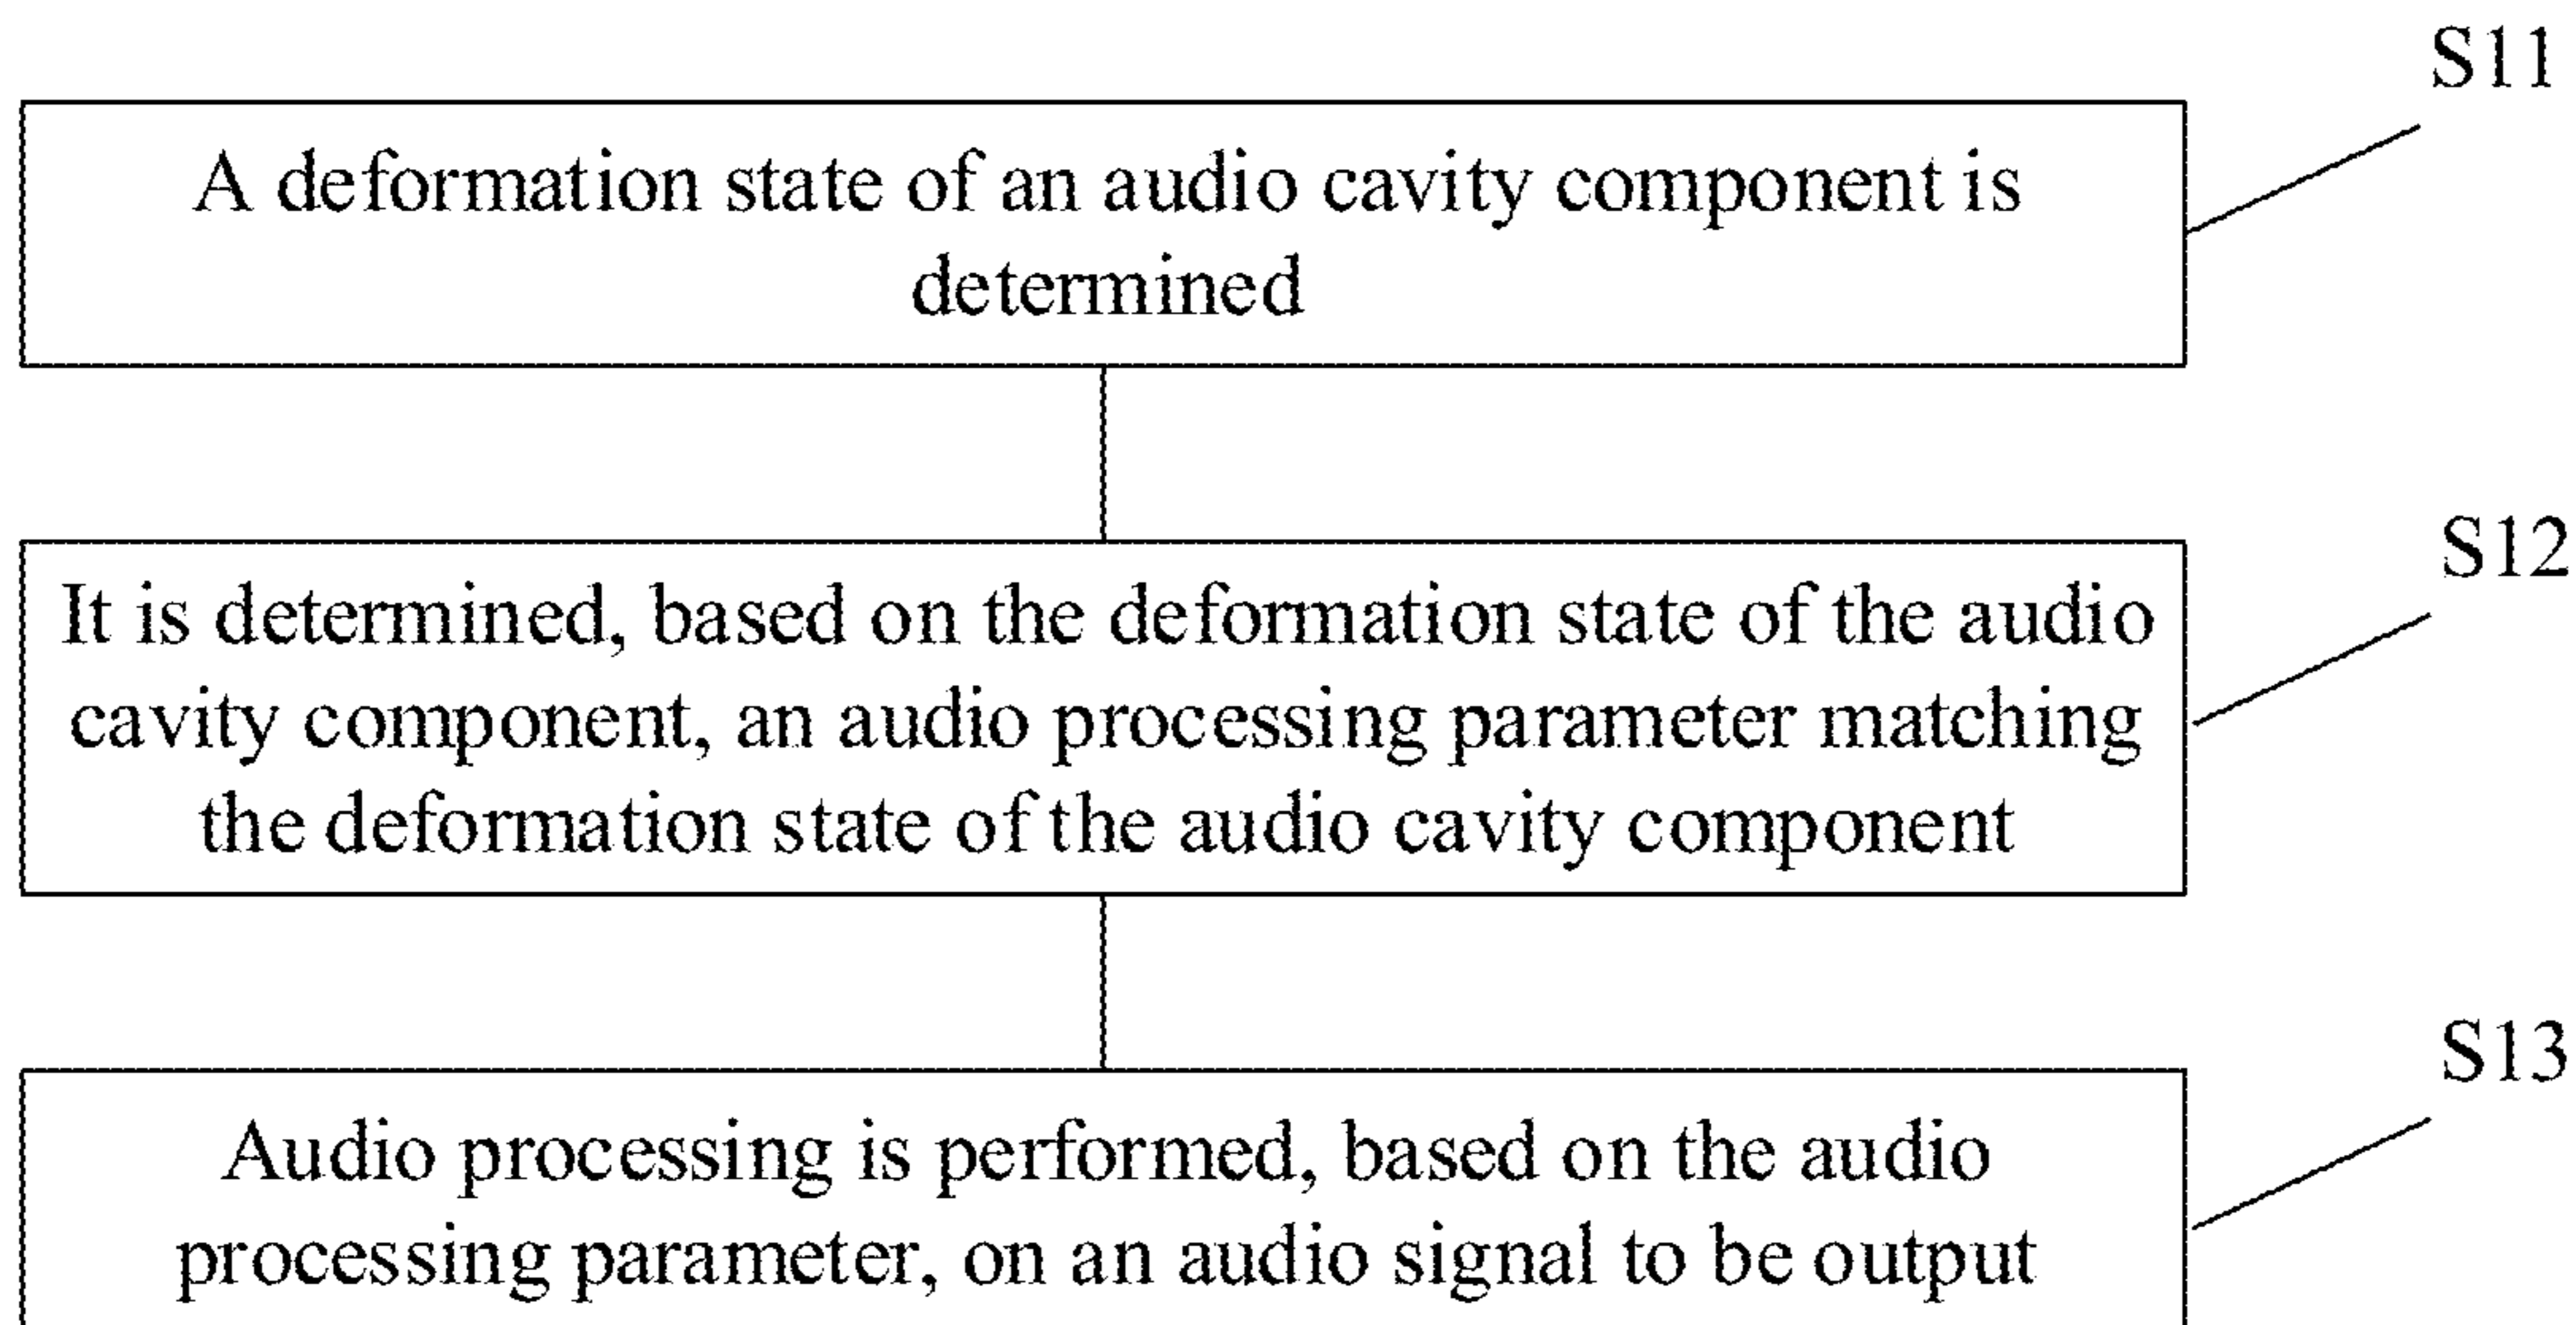 S11
A deformation state of an audio cavity component is
determined
S12
It is determined, based on the deformation state of the audio
cavity component, an audio processing parameter matching
the deformation state of the audio cavity component
S13
Audio processing is performed, based on the audio
processing parameter, on an audio signal to be output